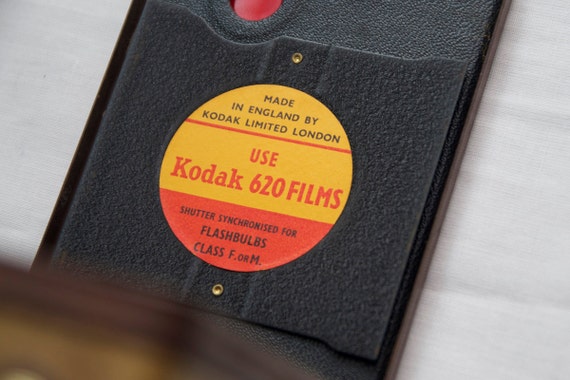 MADE
IN ENGLAND BY
KODAK LIMITED LONDON
USE
Kodak 620 FILMS
SHUTTER SYNCHRONISED FOR
FLASHBULBS
CLASS F. OR M.